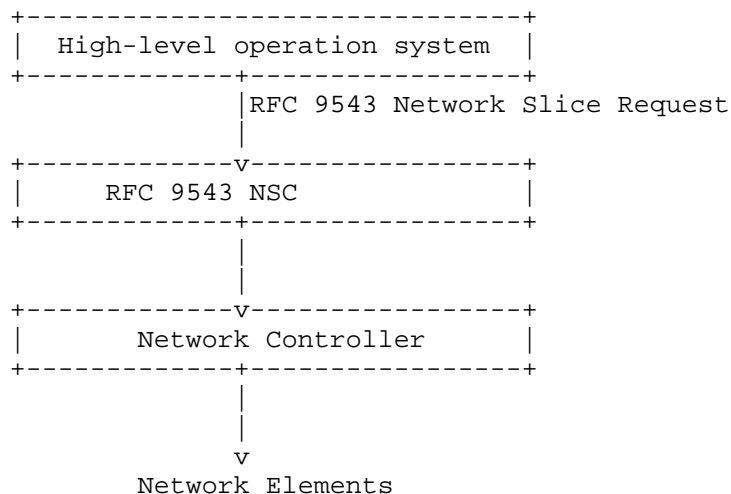 High-level operation system
RFC 9543 Network Slice Request
RFC 9543 NSC
Network Controller
v
Network Elements